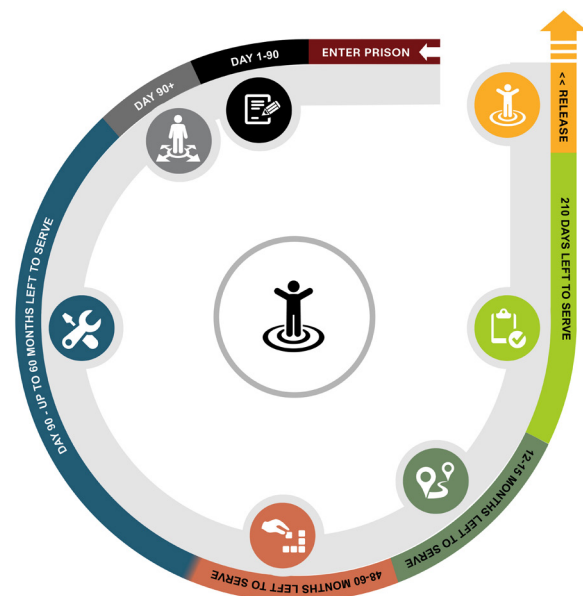 ENTER PRISON
DAY 1-90
DAY 90+
DAY 90 - UP TO 60 MONTHS LEFT TO SERVE
48-60 MONTHS LEFT TO SERVE
12-15 MONTHS LEFT TO SERVE
210 DAYS LEFT TO SERVE
<< RELEASE